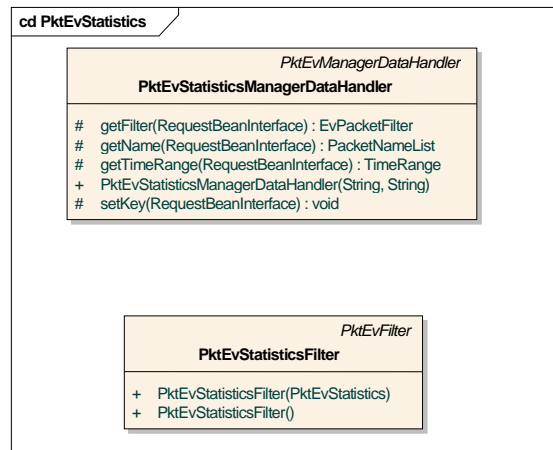 cd PktEvStatistics
PktEvManagerDataHandler
PktEvStatisticsManagerDataHandler
# getFilter(RequestBeanInterface) : EvPacketFilter
# getName(RequestBeanInterface) : PacketNameList
# getTimeRange(RequestBeanInterface) : TimeRange
+ PktEvStatisticsManagerDataHandler(String, String)
# setKey(RequestBeanInterface) : void
PktEvFilter
PktEvStatisticsFilter
+ PktEvStatisticsFilter(PktEvStatistics)
+ PktEvStatisticsFilter()